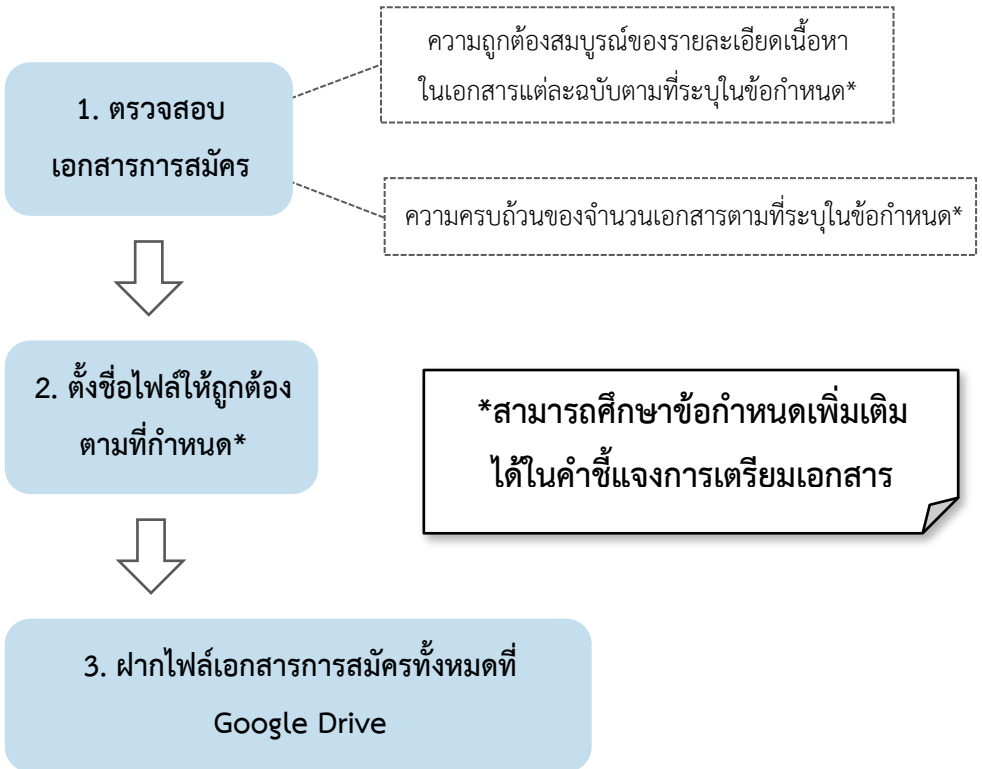 ความถูกต้องสมบูรณ์ของรายละเอียดเนื้อหา
ในเอกสารแต่ละฉบับตามที่ระบุในข้อกำหนด*
1. ตรวจสอบ
เอกสารการสมัคร
ความครบถ้วนของจำนวนเอกสารตามที่ระบุในข้อกำหนด*
2. ตั้งชื่อไฟล์ให้ถูกต้อง
ตามที่กำหนด*
*สามารถศึกษาข้อกำหนดเพิ่มเติม
ได้ในคำชี้แจงการเตรียมเอกสาร
3. ฝากไฟล์เอกสารการสมัครทั้งหมดที่
Google Drive